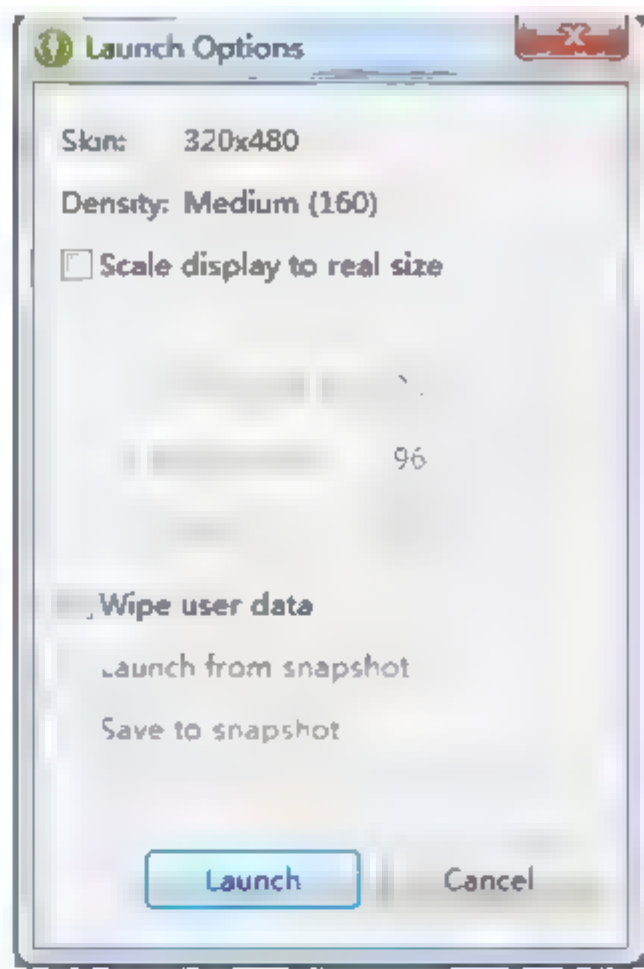 Launch Options
Skin: 320x480
Density: Medium (160)
Scale display to real size
96
Wipe user data
Launch from snapshot
Save to snapshot
Launch Cancel